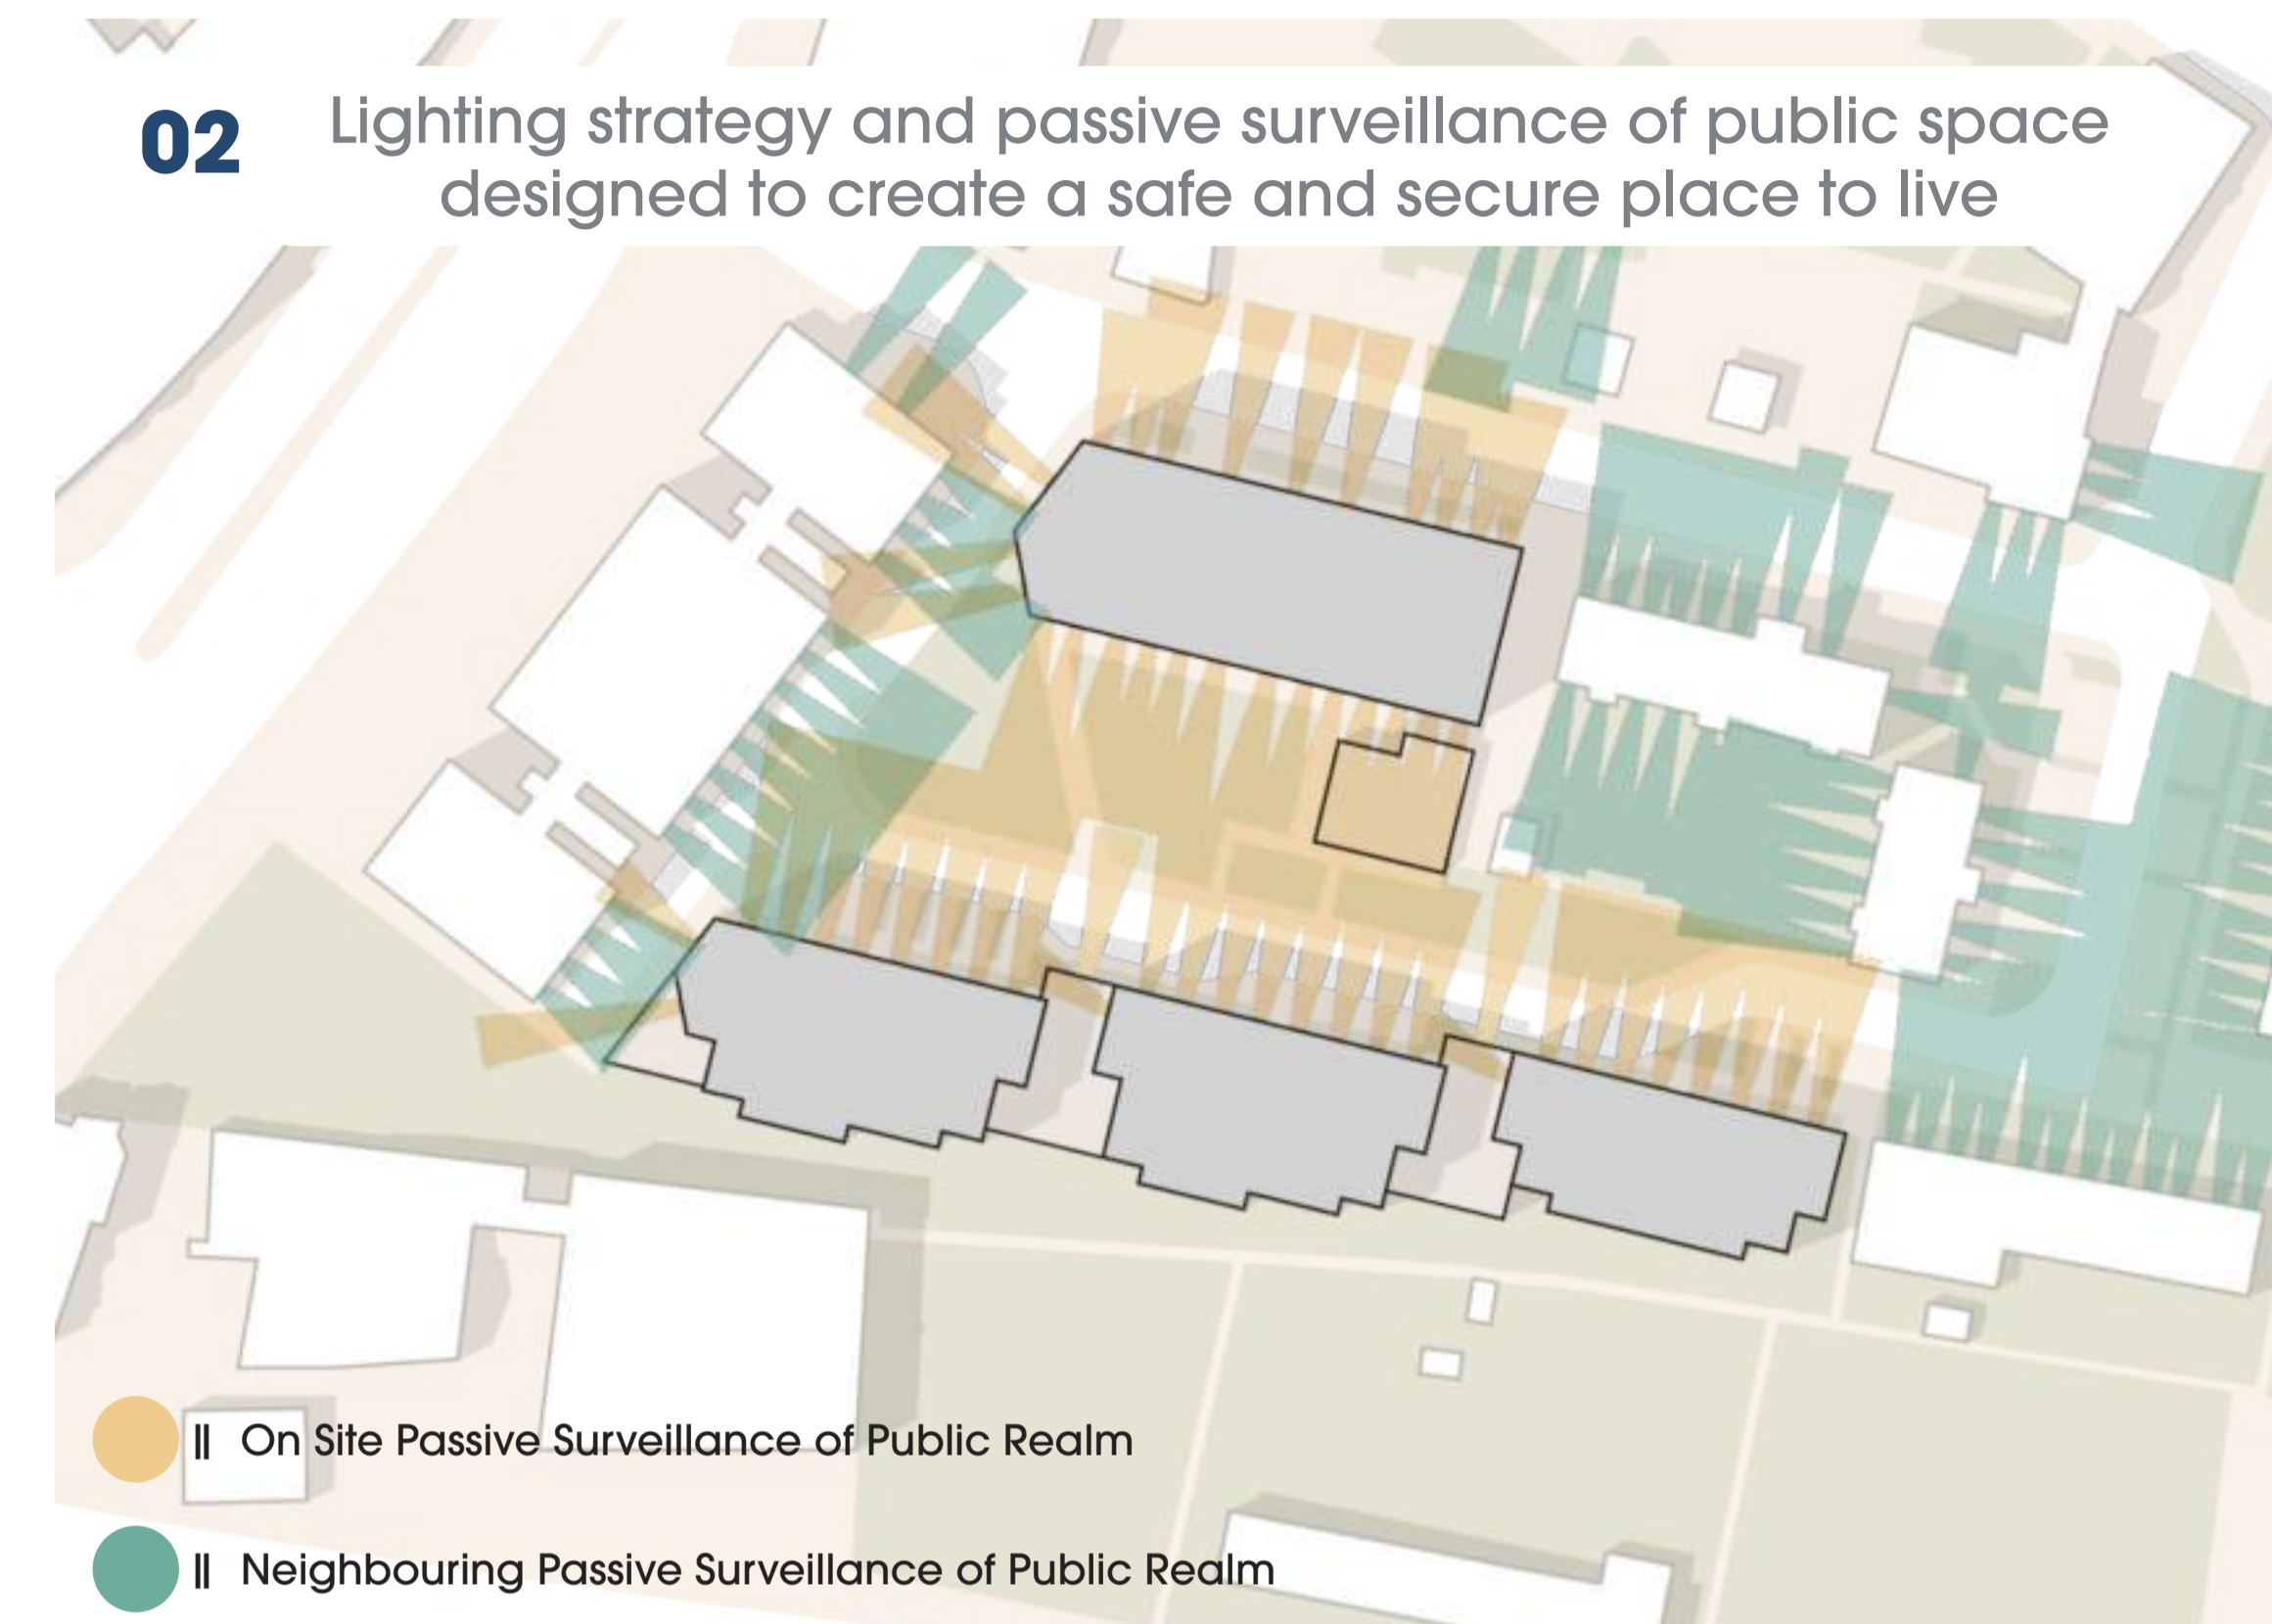 02
Lighting strategy and passive surveillance of public space
designed to create a safe and secure place to live
|| On Site Passive Surveillance of Public Realm
|| Neighbouring Passive Surveillance of Public Realm